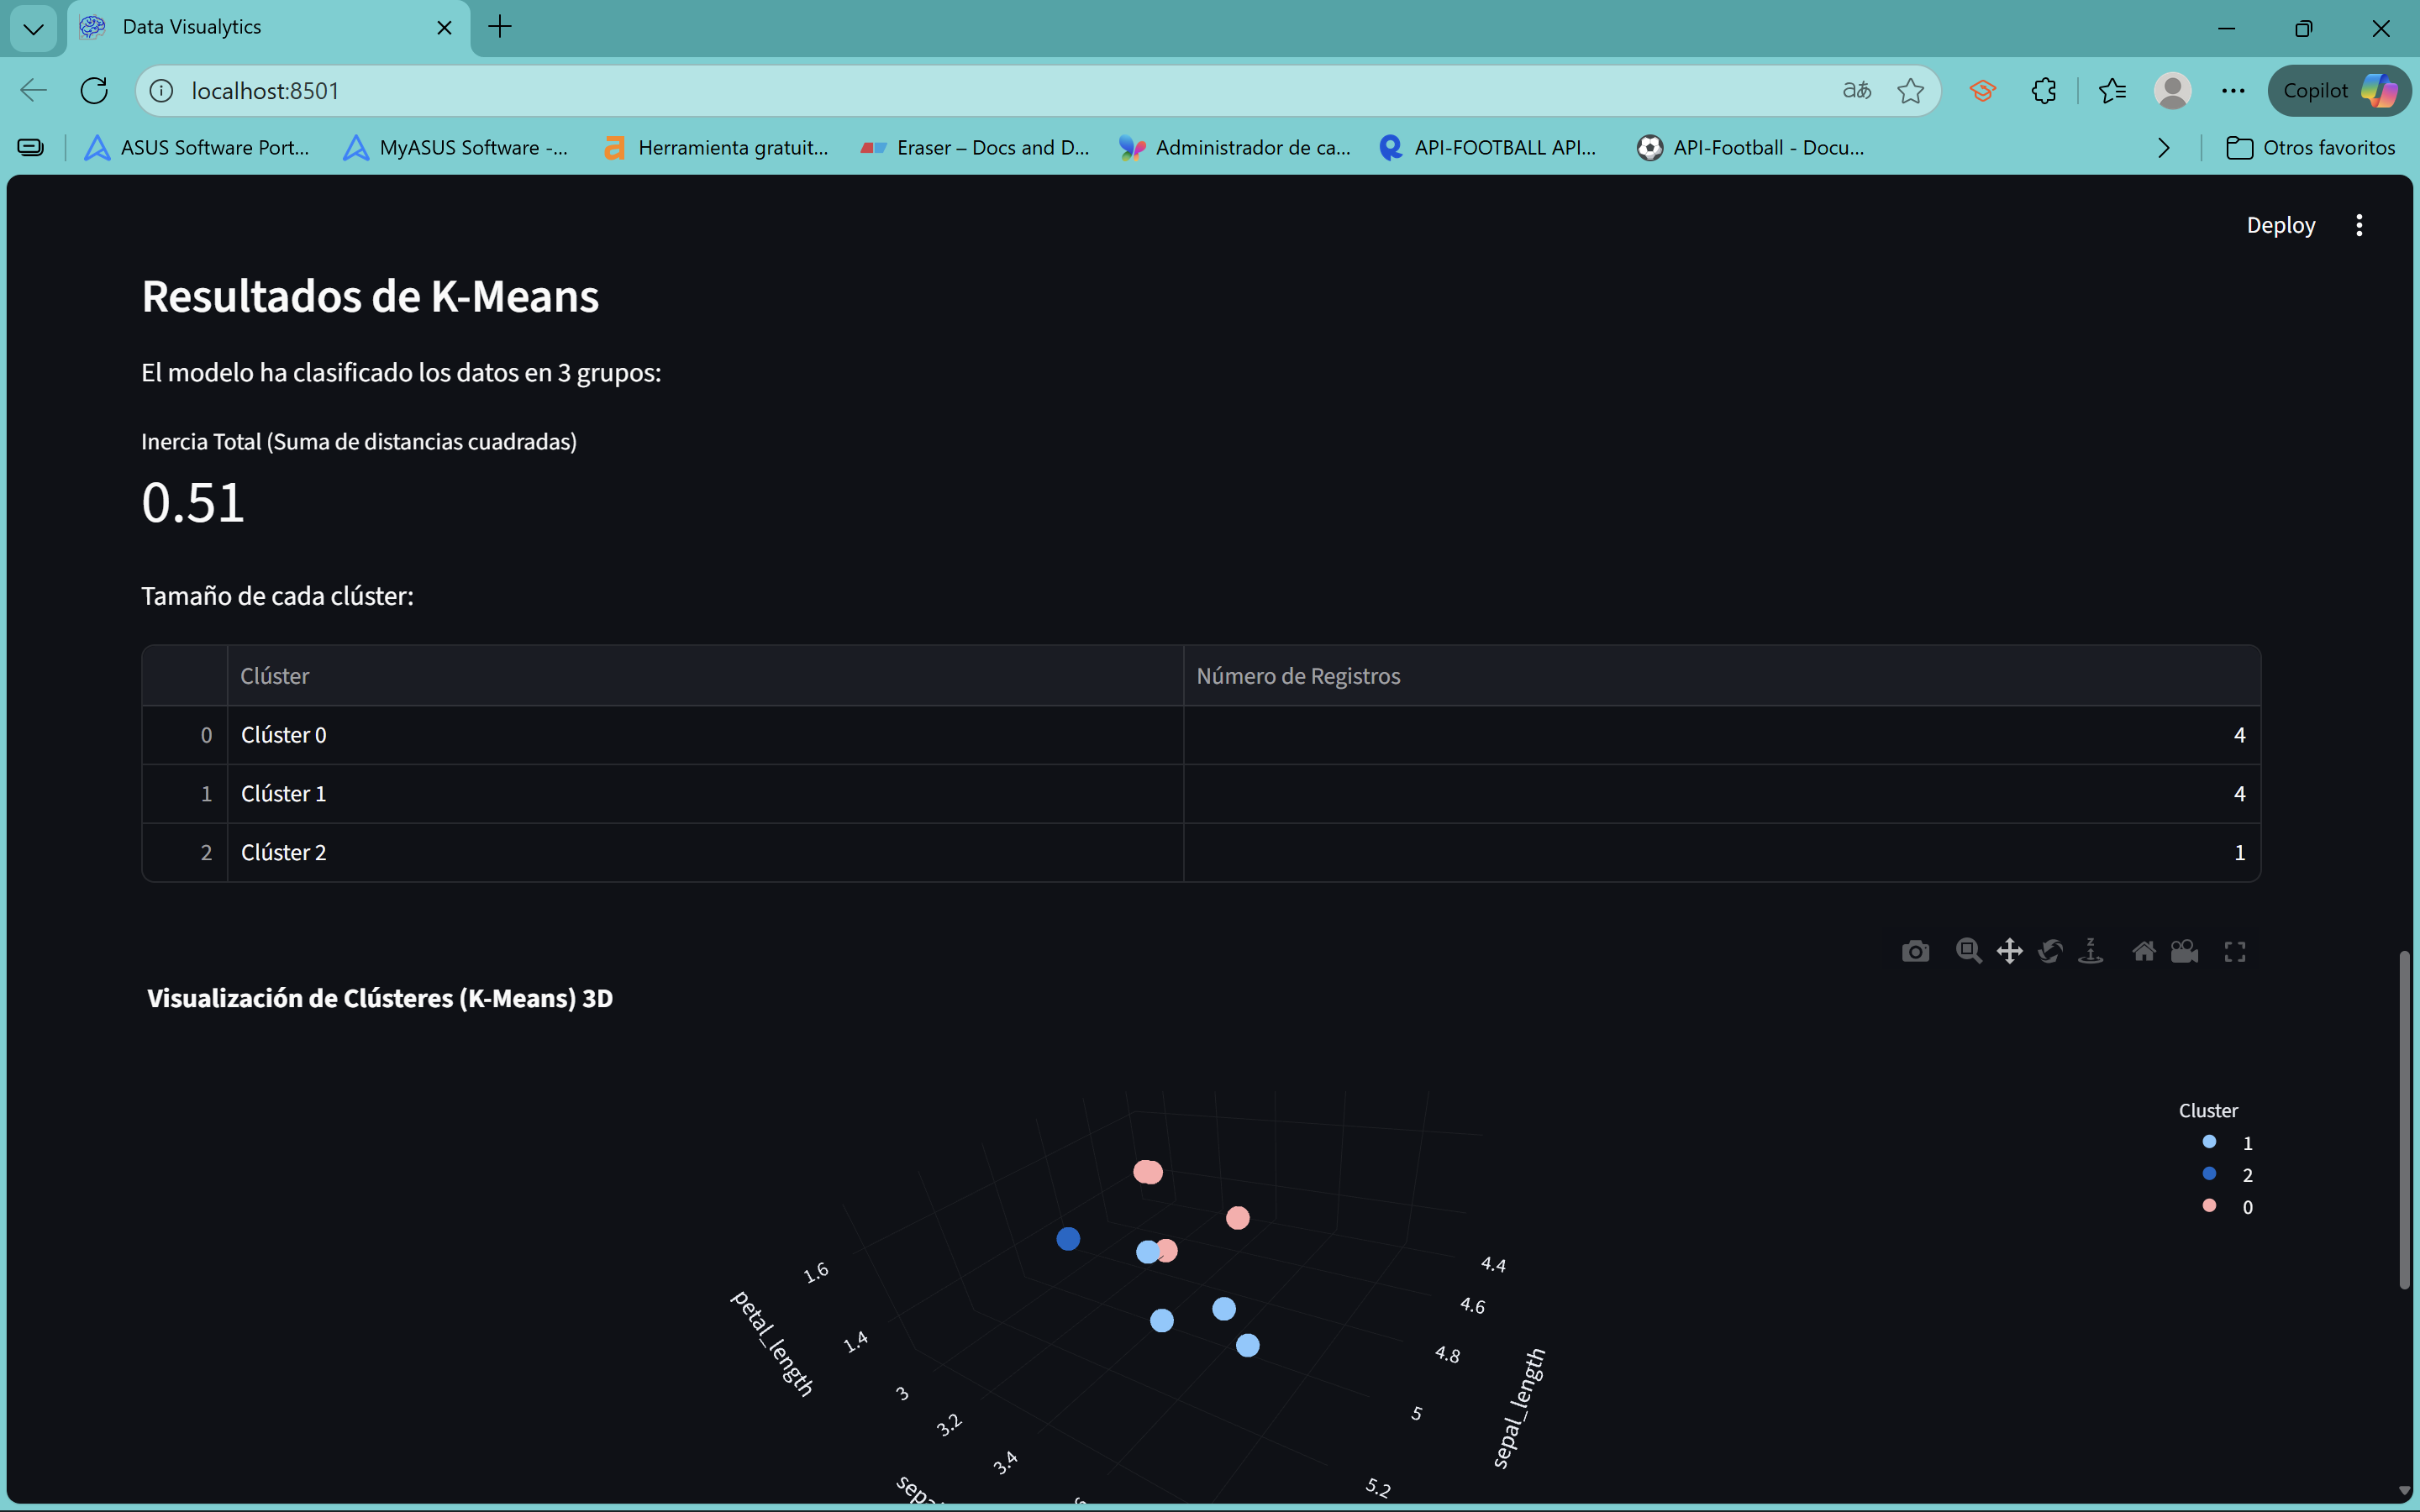 Data Visualytics
localhost:8501
aあ
Copilot
ASUS Software Port...
MyASUS Software -...
Herramienta gratuit...
Eraser – Docs and D...
Administrador de ca...
API-FOOTBALL API...
API-Football - Docu...
Otros favoritos
Deploy
Resultados de K-Means
El modelo ha clasificado los datos en 3 grupos:
Inercia Total (Suma de distancias cuadradas)
0.51
Tamaño de cada clúster:
Clúster Número de Registros
0 Clúster 0 4
1 Clúster 1 4
2 Clúster 2 1
Visualización de Clústeres (K-Means) 3D
Cluster
1
2
0
1.6
1.4
petal_length
3
3.2
3.4
4.4
4.6
4.8
5
5.2
sepal_length